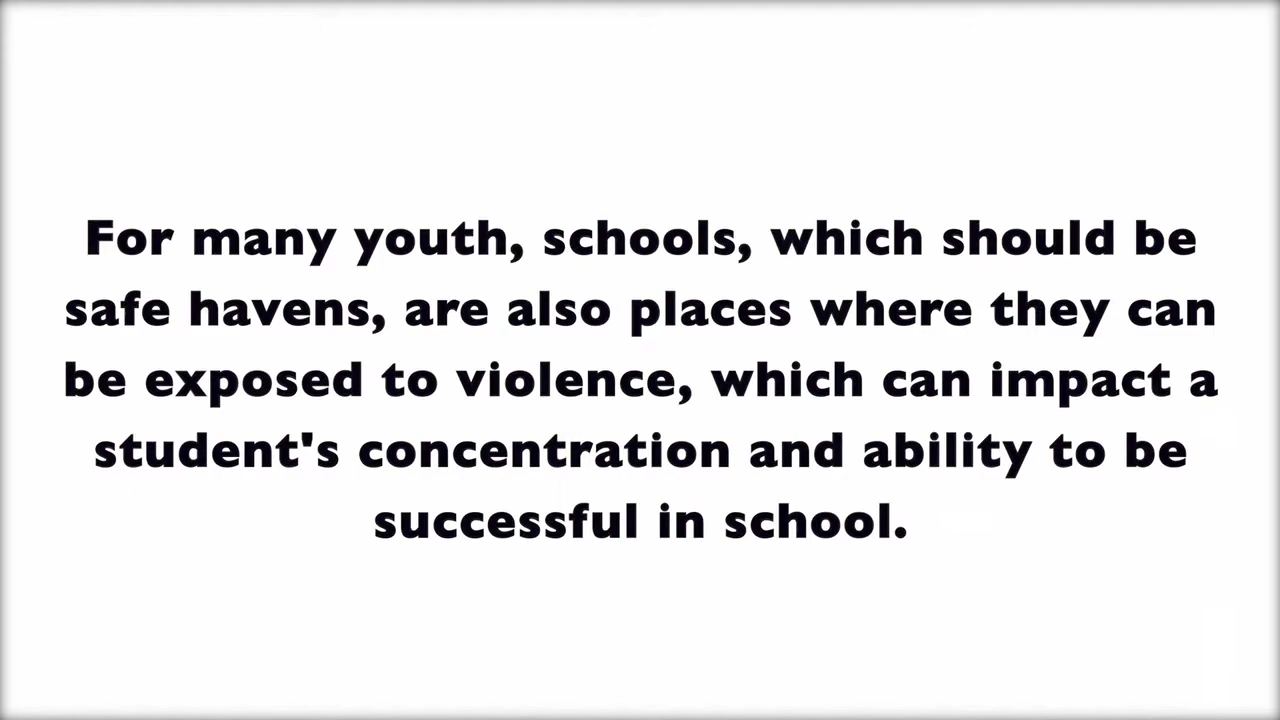 For many youth, schools, which should be
safe havens, are also places where they can
be exposed to violence, which can impact a
student's concentration and ability to be
successful in school.